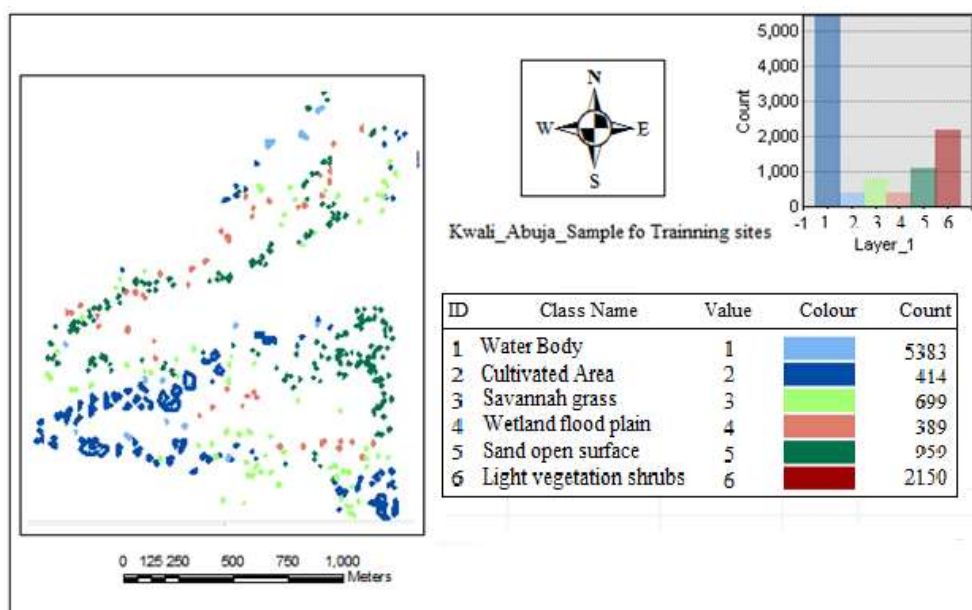 5,000
4,000
3,000
2,000
1,000
0
Count
-1 1 2 3 4 5 6
Layer_1
N
W E
S
Kwali_Abuja_Sample fo Trainning sites
ID Class Name Value Colour Count
1 Water Body 1 5383
2 Cultivated Area 2 414
3 Savannah grass 3 699
4 Wetland flood plain 4 389
5 Sand open surface 5 959
6 Light vegetation shrubs 6 2150
0 125 250 500 750 1,000
Meters